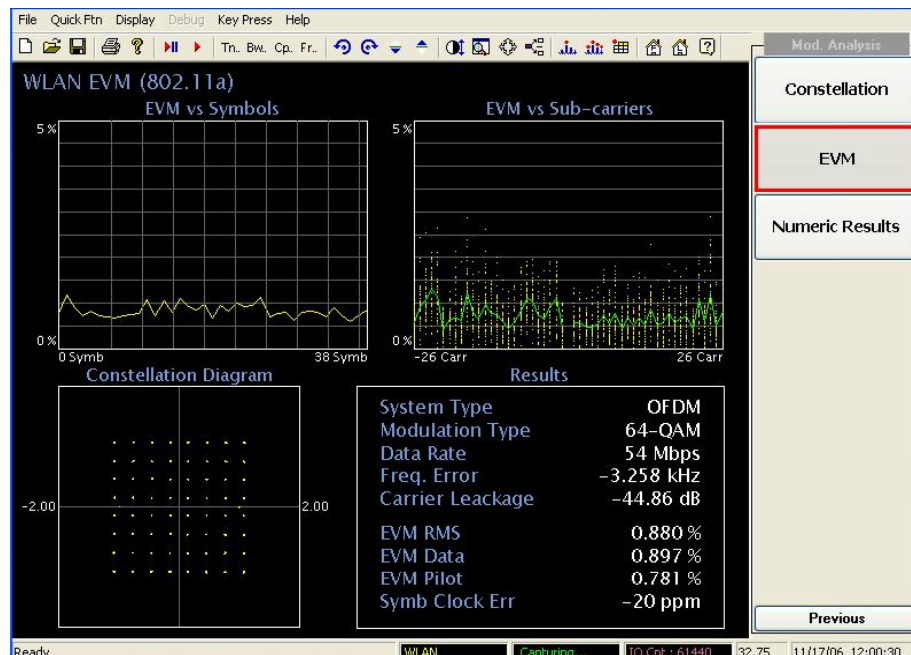 File Quick Ftn Display Debug Key Press Help
Tn.. Bw.. Cp.. Fr..
Mod. Analysis
WLAN EVM (802.11a)
EVM vs Symbols
EVM vs Sub-carriers
5 %
5 %
0 %
0 %
0 Symb
38 Symb
-26 Carr
26 Carr
Constellation
EVM
Numeric Results
Constellation Diagram
-2.00
2.00
Results
System Type OFDM
Modulation Type 64-QAM
Data Rate 54 Mbps
Freq. Error -3.258 kHz
Carrier Leackage -44.86 dB
EVM RMS 0.880 %
EVM Data 0.897 %
EVM Pilot 0.781 %
Symb Clock Err -20 ppm
Previous
Ready
WLAN
Capturing...
IQ Cnt : 61440
32.75
11/17/06 12:00:30